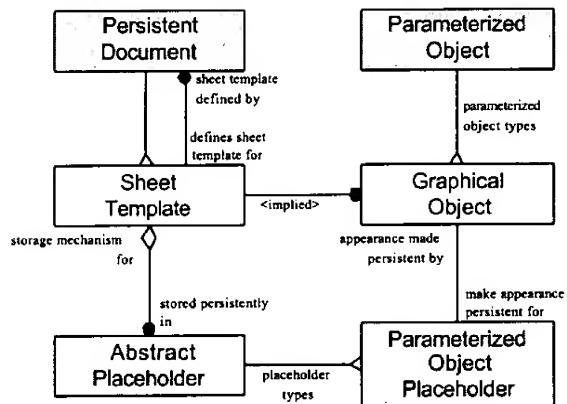 Persistent
Document
Parameterized
Object
sheet template
defined by
defines sheet
template for
parameterized
object types
Sheet
Template
<implied>
Graphical
Object
storage mechanism
for
appearance made
persistent by
stored persistently
in
make appearance
persistent for
Abstract
Placeholder
placeholder
types
Parameterized
Object
Placeholder